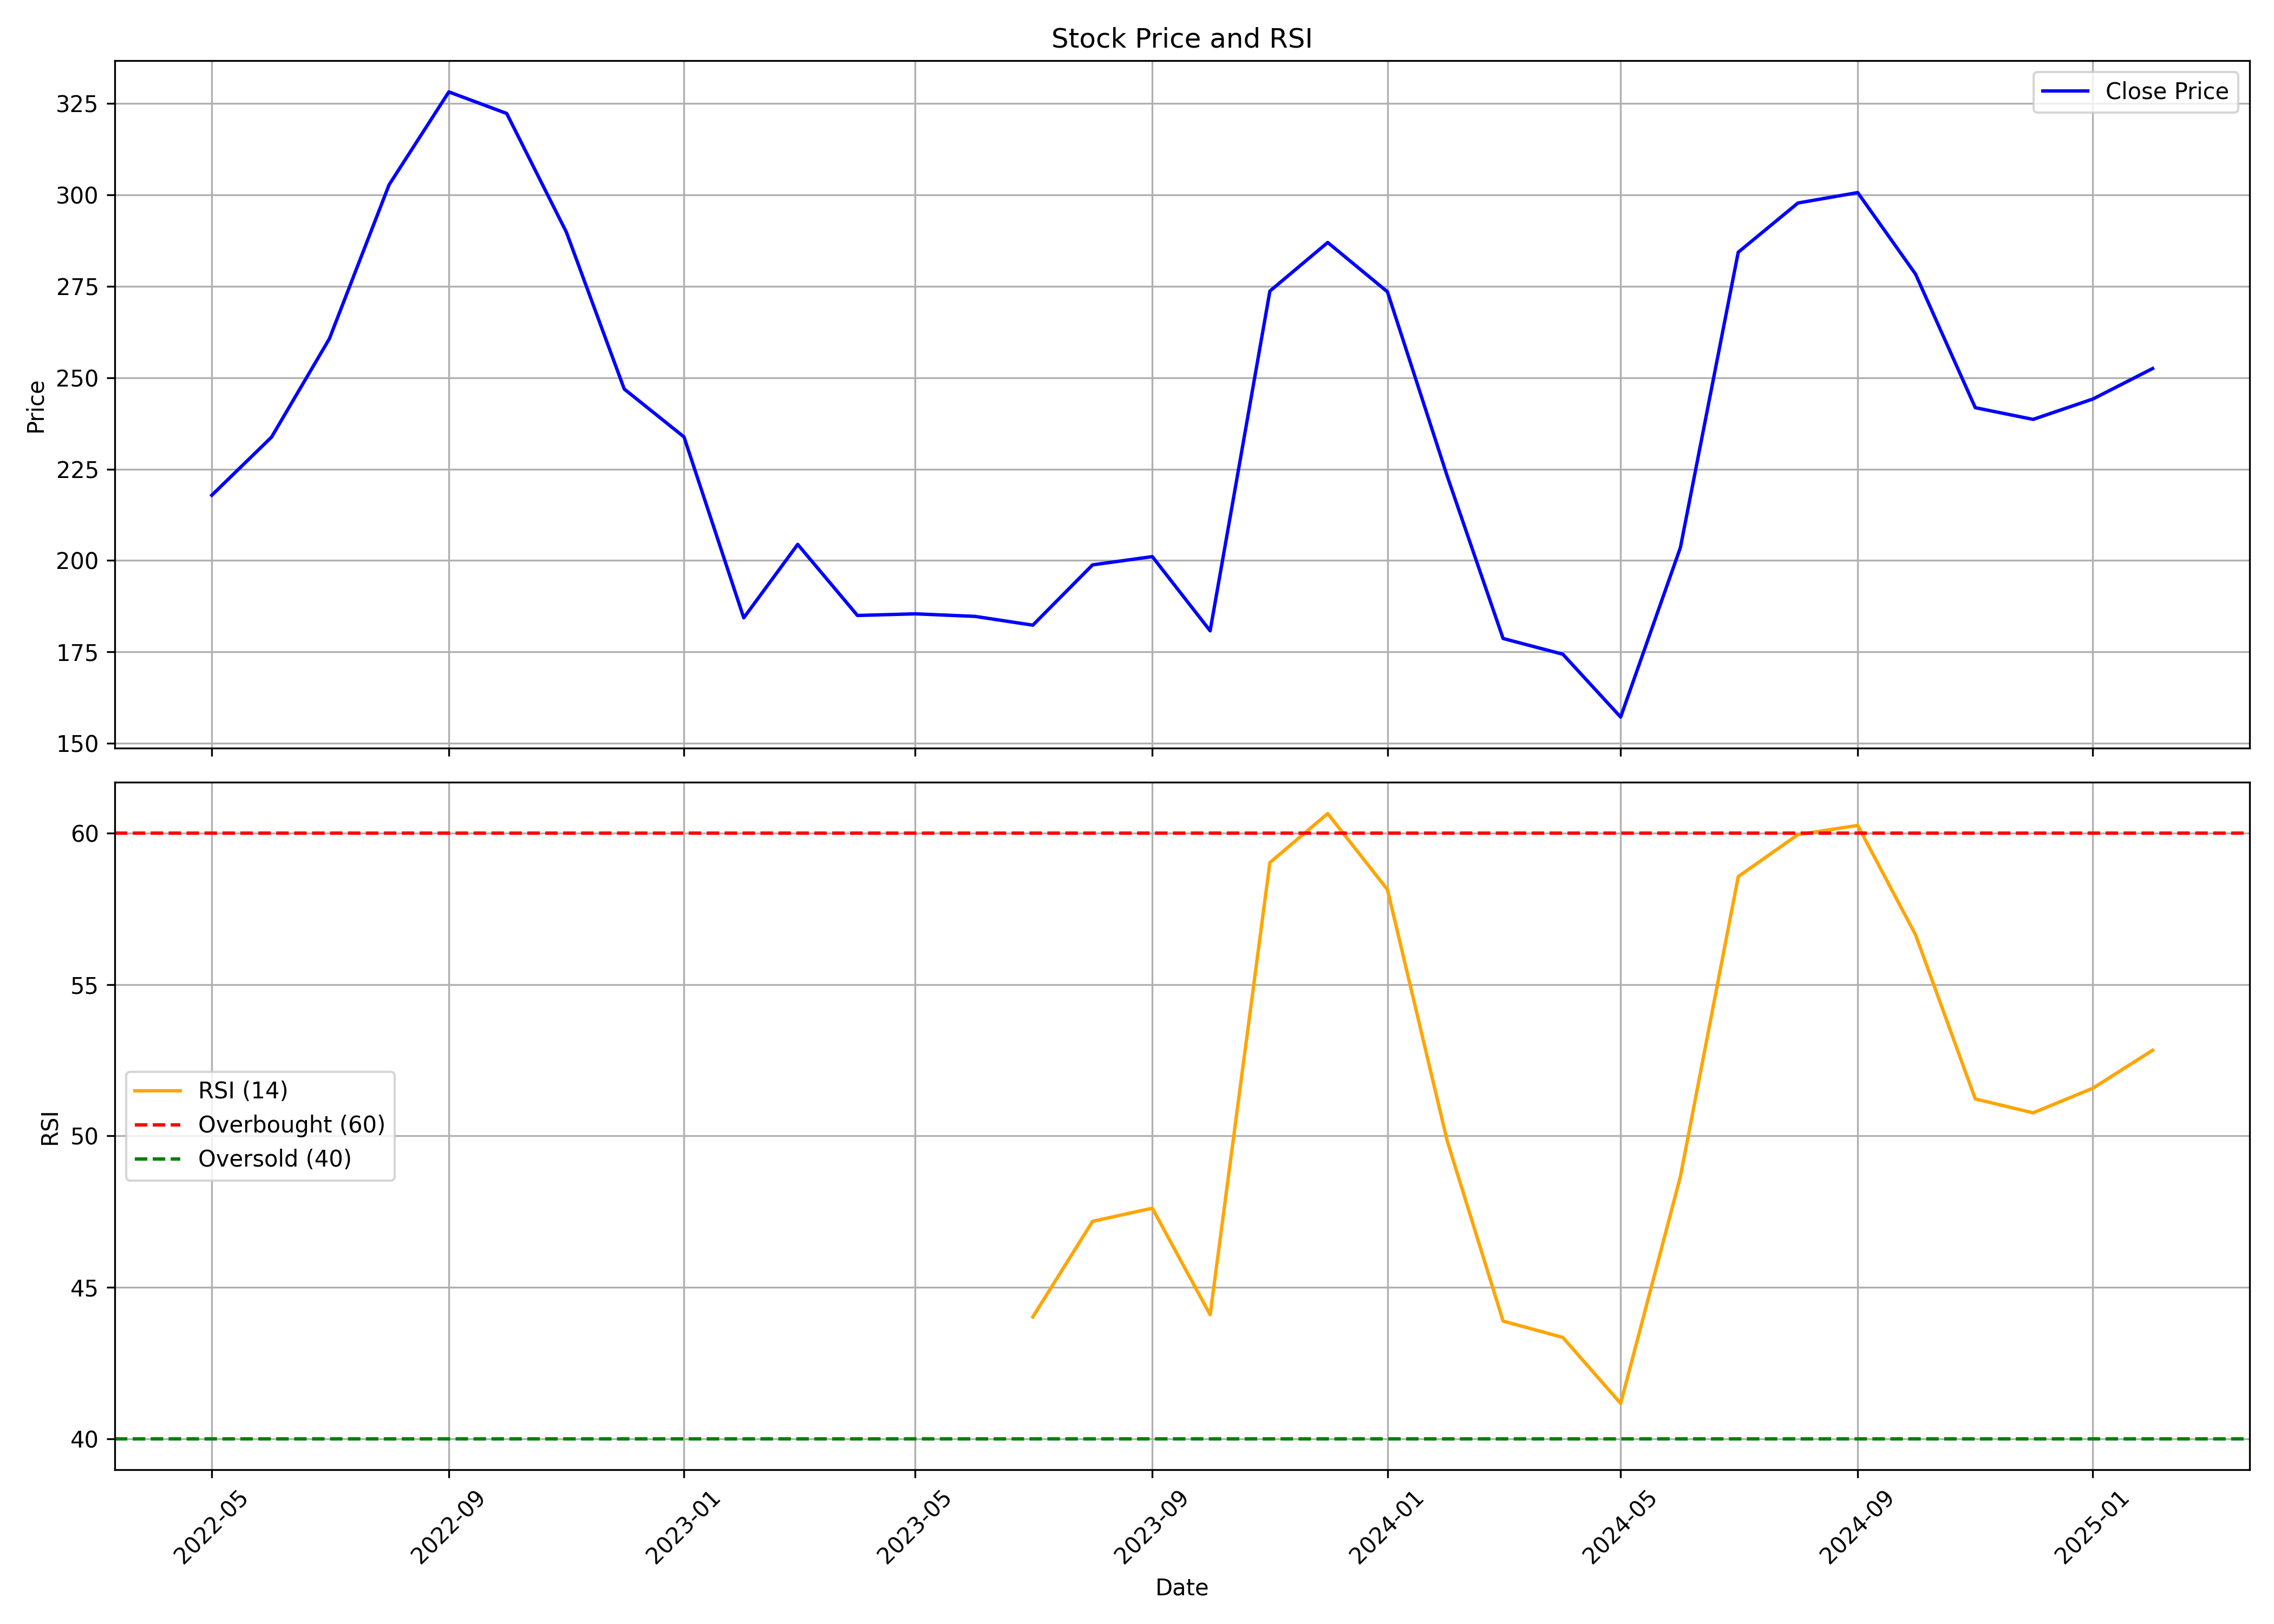 Stock Price and RSI
325
300
275
250
225
200
175
150
Price
Close Price
60
55
50
45
40
RSI
RSI (14)
Overbought (60)
Oversold (40)
2022-05
2022-09
2023-01
2023-05
2023-09
2024-01
2024-05
2024-09
2025-01
Date